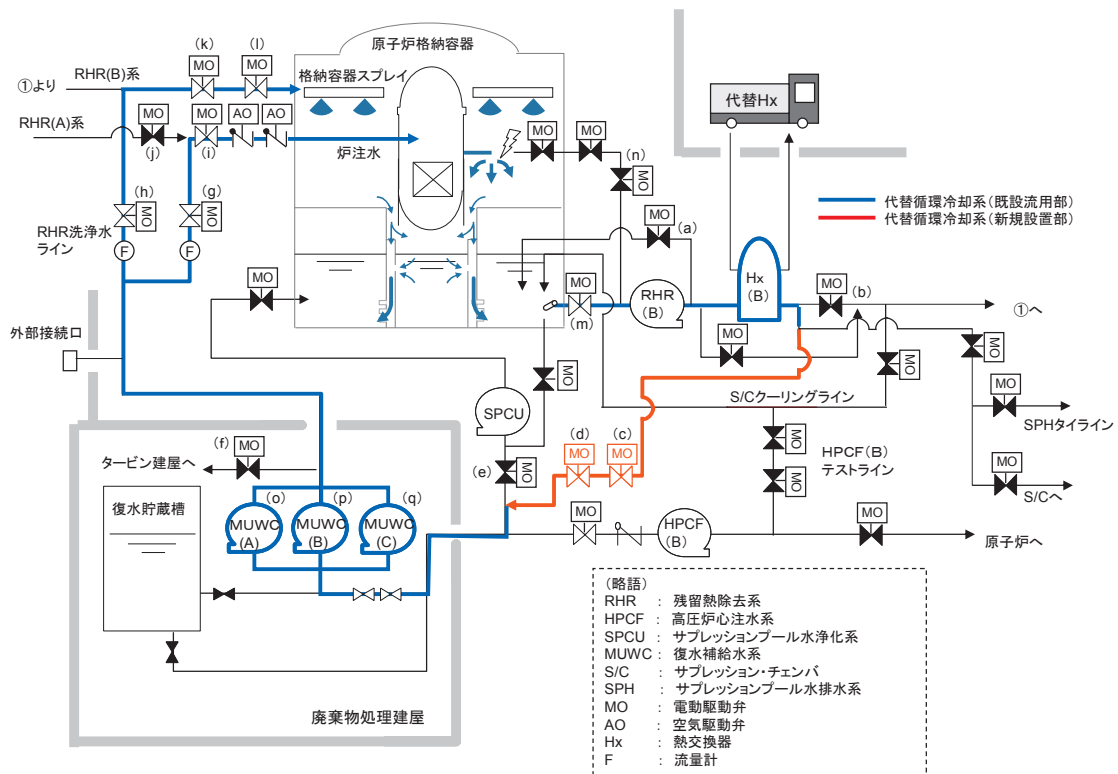 (k)
(l)
MO
MO
原子炉格納容器
RHR(B)系
格納容器スプレイ
①より
代替Hx
RHR(A)系
MO
MO
AO
AO
MO
MO
(j)
(i)
炉注水
(n)
MO
(h)
(g)
MO
MO
代替循環冷却系(既設流用部)
代替循環冷却系(新規設置部)
RHR洗浄水
ライン
F
F
MO
(a)
MO
MO
RHR
(B)
Hx
(B)
MO
(b)
(m)
①へ
外部接続口
MO
MO
MO
MO
S/Cクーリングライン
MO
SPHタイライン
SPCU
(d)
(c)
MO
MO
MO
MO
HPCF(B)
テストライン
(e)
MO
MO
S/Cへ
(f)
MO
タービン建屋へ
復水貯蔵槽
(o)
(p)
(q)
MUWC
(A)
MUWC
(B)
MUWC
(C)
MO
HPCF
(B)
MO
原子炉へ
(略語)
RHR : 残留熱除去系
HPCF : 高圧炉心注水系
SPCU : サプレッションプール水浄化系
MUWC : 復水補給水系
S/C : サプレッション・チェンバ
SPH : サプレッションプール水排水系
MO : 電動駆動弁
AO : 空気駆動弁
Hx : 熱交換器
F : 流量計
廃棄物処理建屋